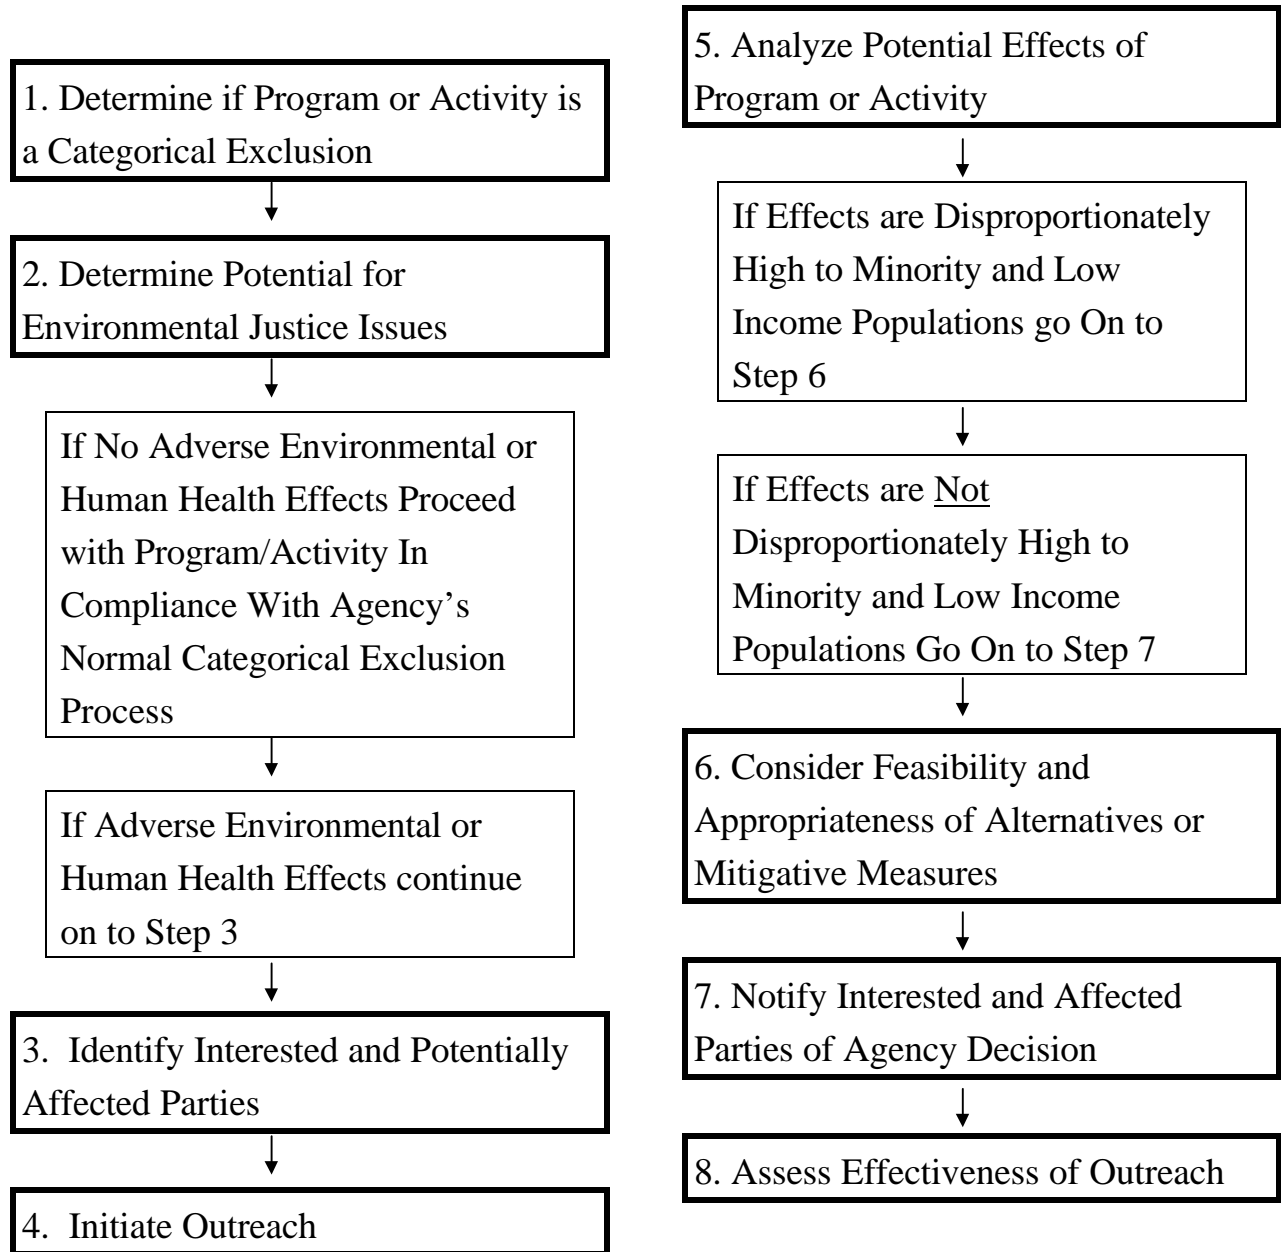 1. Determine if Program or Activity is
a Categorical Exclusion
2. Determine Potential for
Environmental Justice Issues
If No Adverse Environmental or
Human Health Effects Proceed
with Program/Activity In
Compliance With Agency’s
Normal Categorical Exclusion
Process
If Adverse Environmental or
Human Health Effects continue
on to Step 3
3.  Identify Interested and Potentially
Affected Parties
4.  Initiate Outreach
5. Analyze Potential Effects of
Program or Activity
If Effects are Disproportionately
High to Minority and Low
Income Populations go On to
Step 6
If Effects are Not
Disproportionately High to
Minority and Low Income
Populations Go On to Step 7
6. Consider Feasibility and
Appropriateness of Alternatives or
Mitigative Measures
7. Notify Interested and Affected
Parties of Agency Decision
8. Assess Effectiveness of Outreach